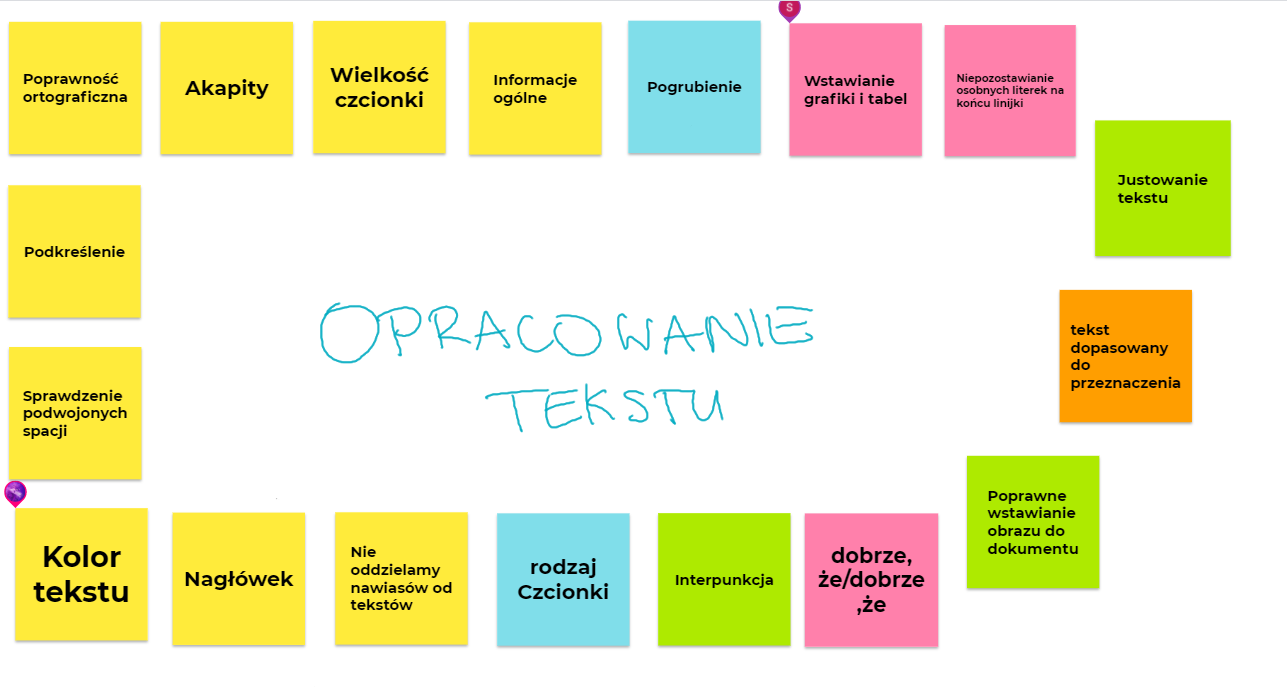 S
Poprawność
ortograficzna
Akapity
Wielkość
czcionki
Informacje
ogólne
Pogrubienie
Wstawianie
grafiki i tabel
Niepozostawianie
osobnych literek na
końcu linijki
Justowanie
tekstu
Podkreślenie
OPRACOWANIE
TEKSTU
tekst
dopasowany
do
przeznaczenia
Sprawdzenie
podwojonych
spacji
Poprawne
wstawianie
obrazu do
dokumentu
Kolor
tekstu
Nagłówek
Nie
oddzielamy
nawiasów od
tekstów
rodzaj
Czcionki
Interpunkcja
dobrze,
że/dobrze
,że